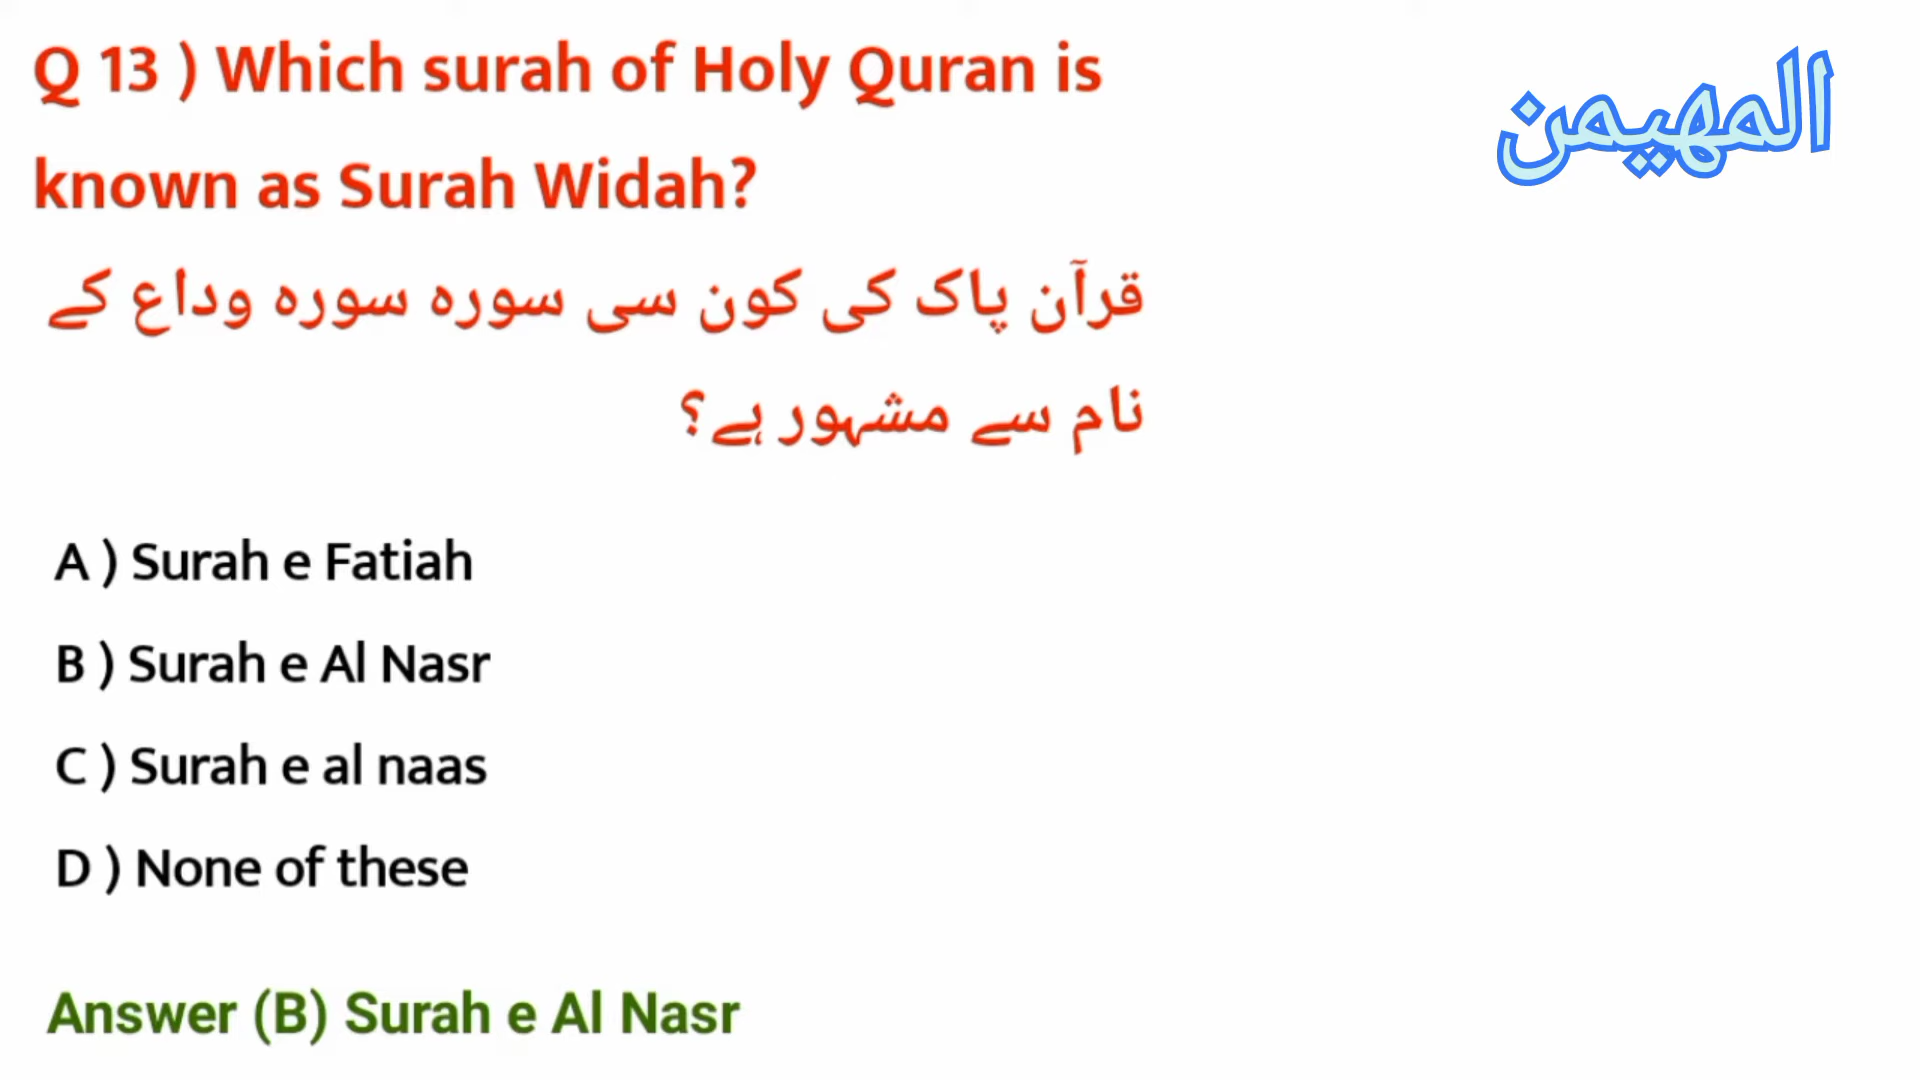 Q 13 ) Which surah of Holy Quran is
known as Surah Widah?
قرآن پاک کی کون سی سورہ سورہ وداع کے
نام سے مشہور ہے؟
المهيمن
A ) Surah e Fatiah
B ) Surah e Al Nasr
C ) Surah e al naas
D ) None of these
Answer (B) Surah e Al Nasr